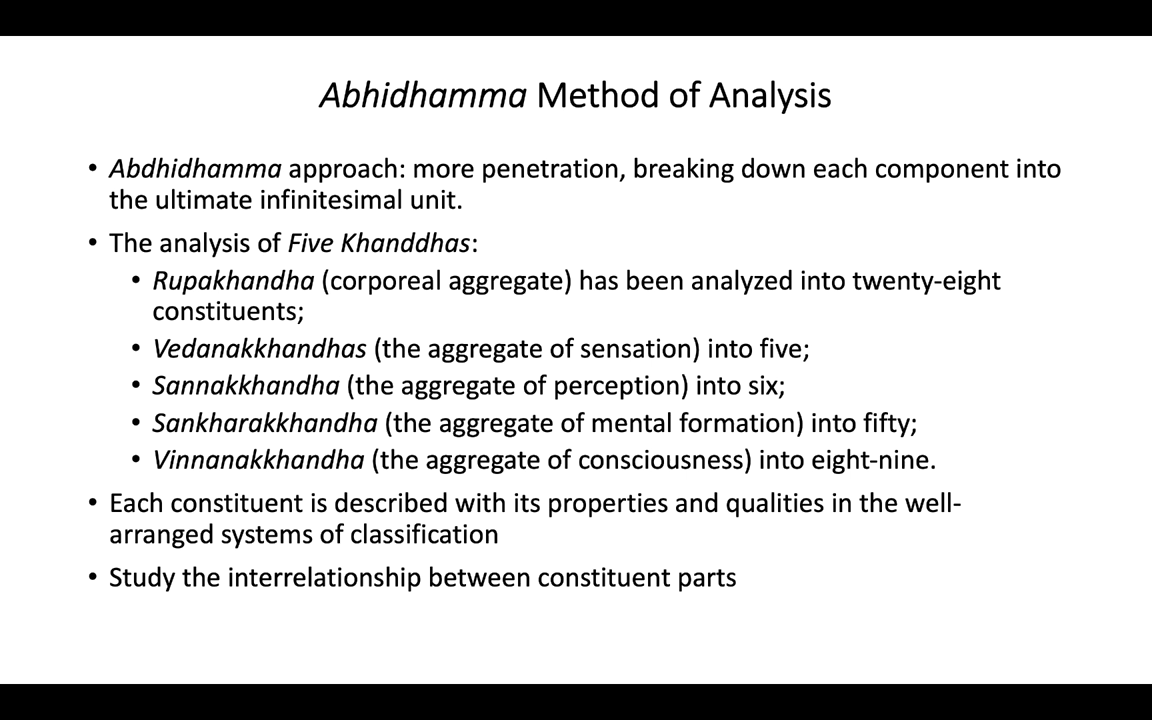 Abhidhamma Method of Analysis
• Abdhidhamma approach: more penetration, breaking down each component into
the ultimate infinitesimal unit.
• The analysis of Five Khanddhas:
• Rupakhandha (corporeal aggregate) has been analyzed into twenty-eight
constituents;
• Vedanakkhandhas (the aggregate of sensation) into five;
• Sannakkhandha (the aggregate of perception) into six;
• Sankharakkhandha (the aggregate of mental formation) into fifty;
• Vinnanakkhandha (the aggregate of consciousness) into eight-nine.
• Each constituent is described with its properties and qualities in the well-
arranged systems of classification
• Study the interrelationship between constituent parts